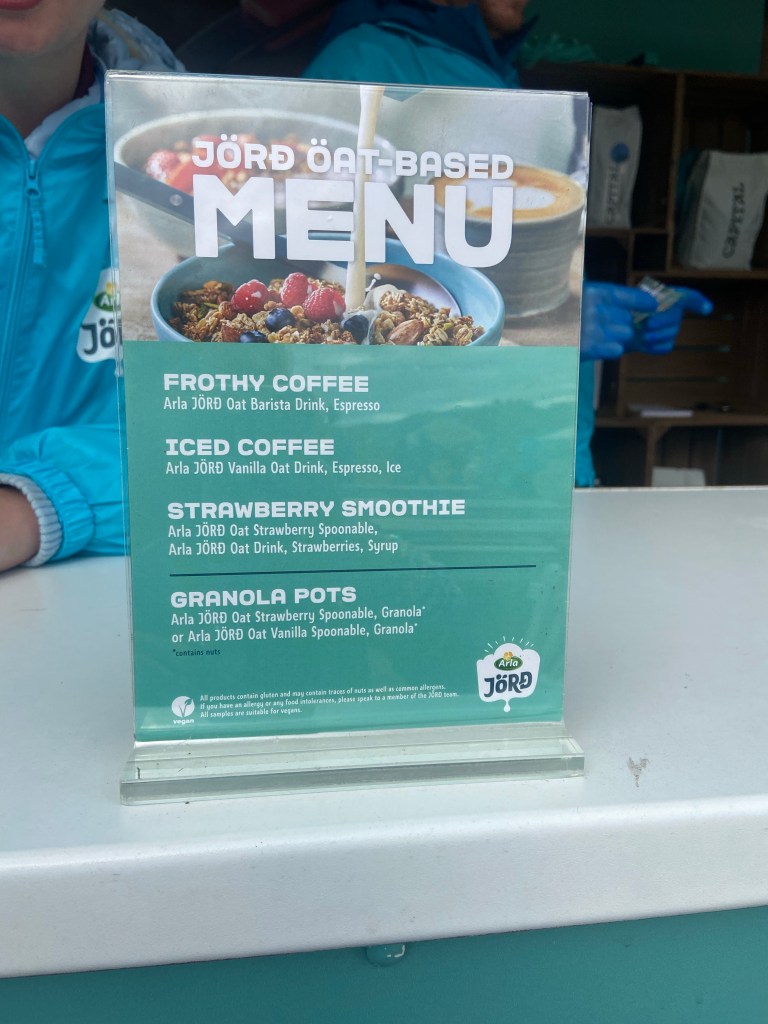 JÖRÐ ÖAT-BASED
MENU
FROTHY COFFEE
Arla JÖRÐ Oat Barista Drink, Espresso
ICED COFFEE
Arla JÖRÐ Vanilla Oat Drink, Espresso, Ice
STRAWBERRY SMOOTHIE
Arla JÖRÐ Oat Strawberry Spoonable,
Arla JÖRÐ Oat Drink, Strawberries, Syrup
GRANOLA POTS
Arla JÖRÐ Oat Strawberry Spoonable, Granola*
or Arla JÖRÐ Oat Vanilla Spoonable, Granola*
*contains nuts
Arla
JÖRÐ
vegan
All products contain gluten and may contain traces of nuts as well as common allergens.
If you have an allergy or any food intolerances, please speak to a member of the JÖRÐ team.
All samples are suitable for vegans.
Arla
JÖ
CAPITAL
CAPITAL